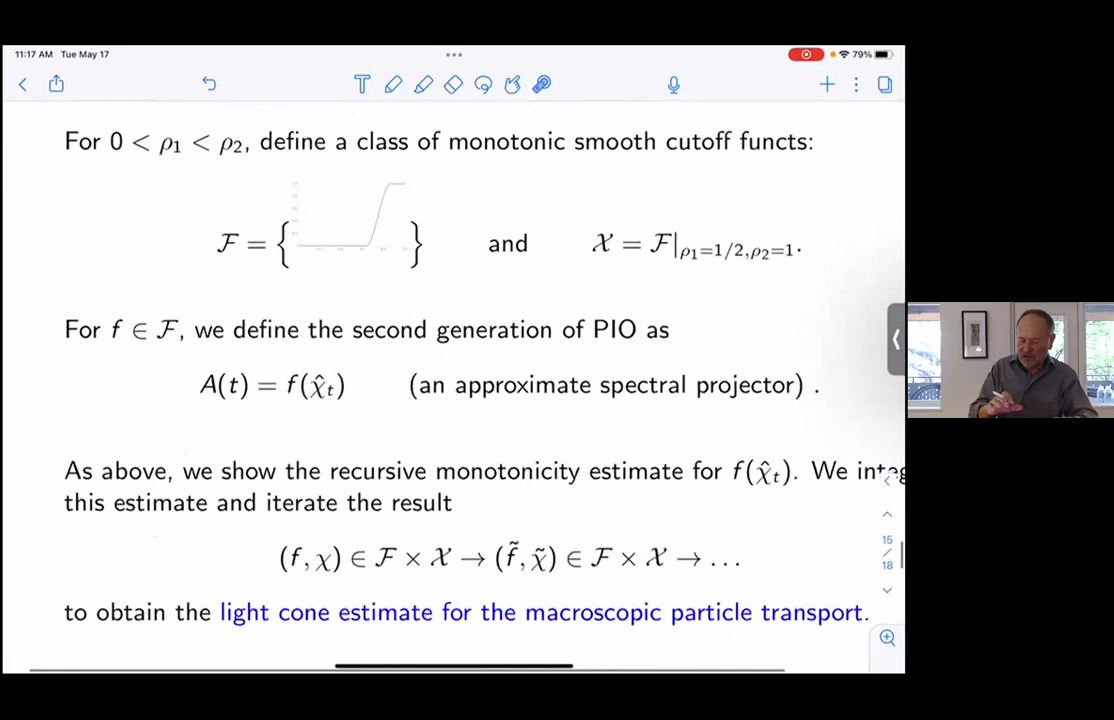 11:17 AM Tue May 17
79%
For 0 < ρ₁ < ρ₂, define a class of monotonic smooth cutoff functs:
ℱ = { } and 𝒳 = ℱ|ρ₁=1/2,ρ₂=1.
For f ∈ ℱ, we define the second generation of PIO as
A(t) = f(χ̂ₜ) (an approximate spectral projector) .
As above, we show the recursive monotonicity estimate for f(χ̂ₜ). We integ
this estimate and iterate the result
(f, χ) ∈ ℱ × 𝒳 → (f̃, χ̃) ∈ ℱ × 𝒳 → ...
to obtain the light cone estimate for the macroscopic particle transport.
15
/
18